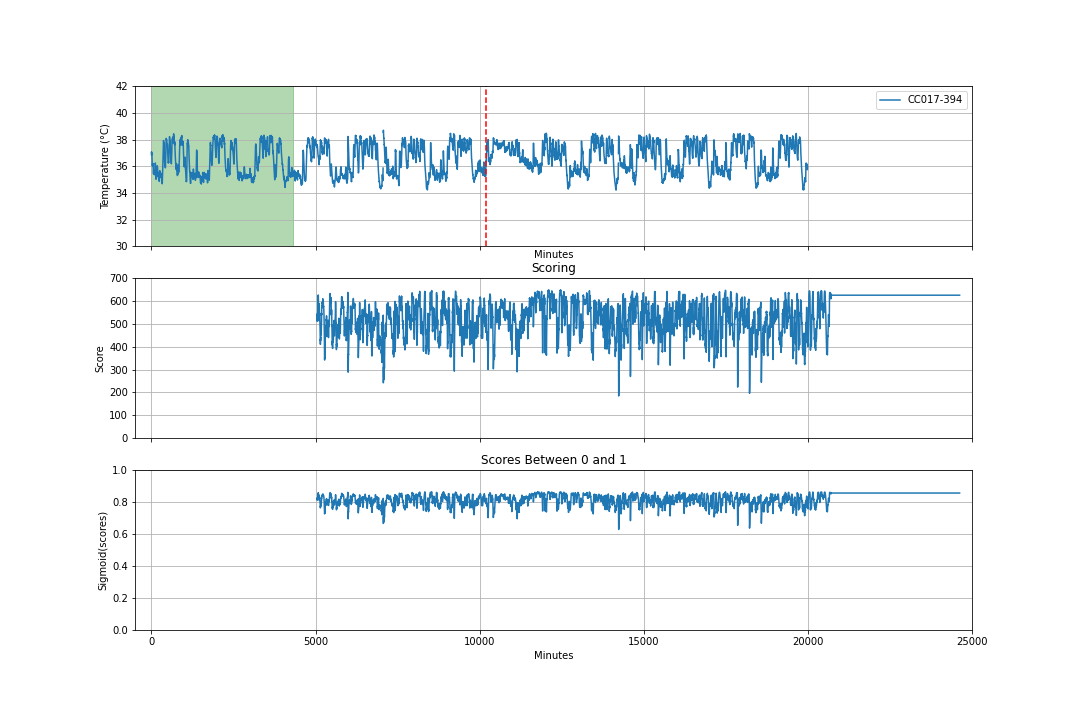 42
40
38
36
34
32
30
Temperature (°C)
CC017-394
Minutes
Scoring
700
600
500
400
300
200
100
0
Score
Scores Between 0 and 1
1.0
0.8
0.6
0.4
0.2
0.0
Sigmoid(scores)
0 5000 10000 15000 20000 25000
Minutes